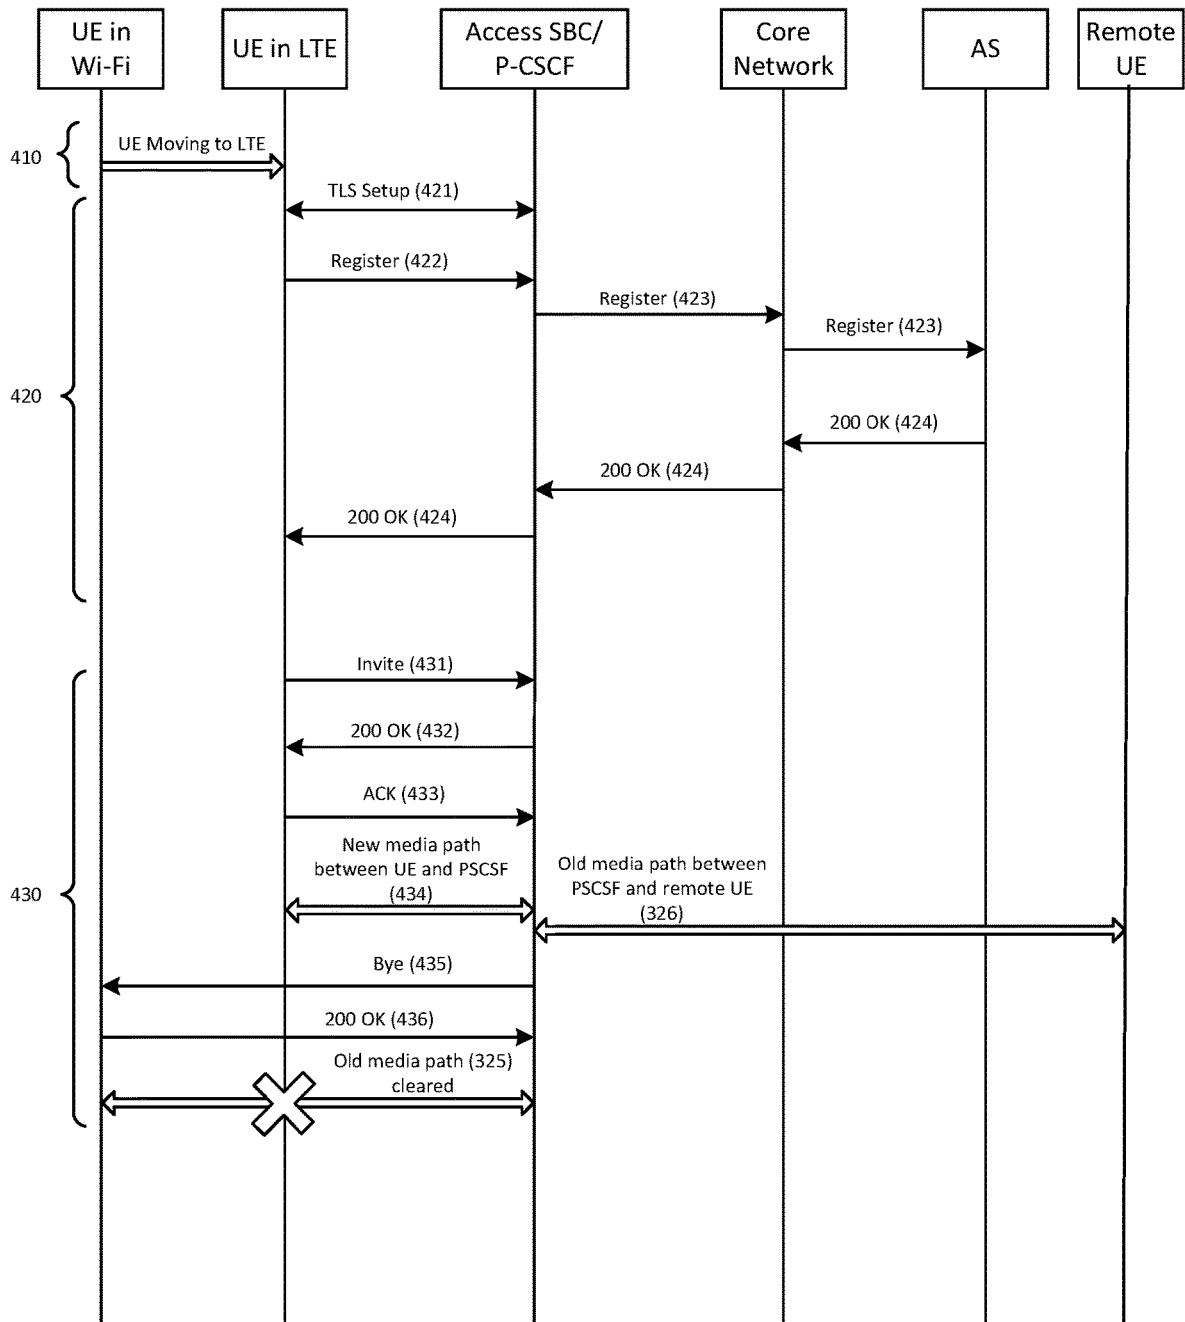 UE in
Wi-Fi
UE in LTE
Access SBC/
P-CSCF
Core
Network
AS
Remote
UE
410
UE Moving to LTE
TLS Setup (421)
Register (422)
Register (423)
Register (423)
420
200 OK (424)
200 OK (424)
200 OK (424)
Invite (431)
200 OK (432)
ACK (433)
New media path
between UE and PSCSF
(434)
Old media path between
PSCSF and remote UE
(326)
430
Bye (435)
200 OK (436)
Old media path (325)
cleared